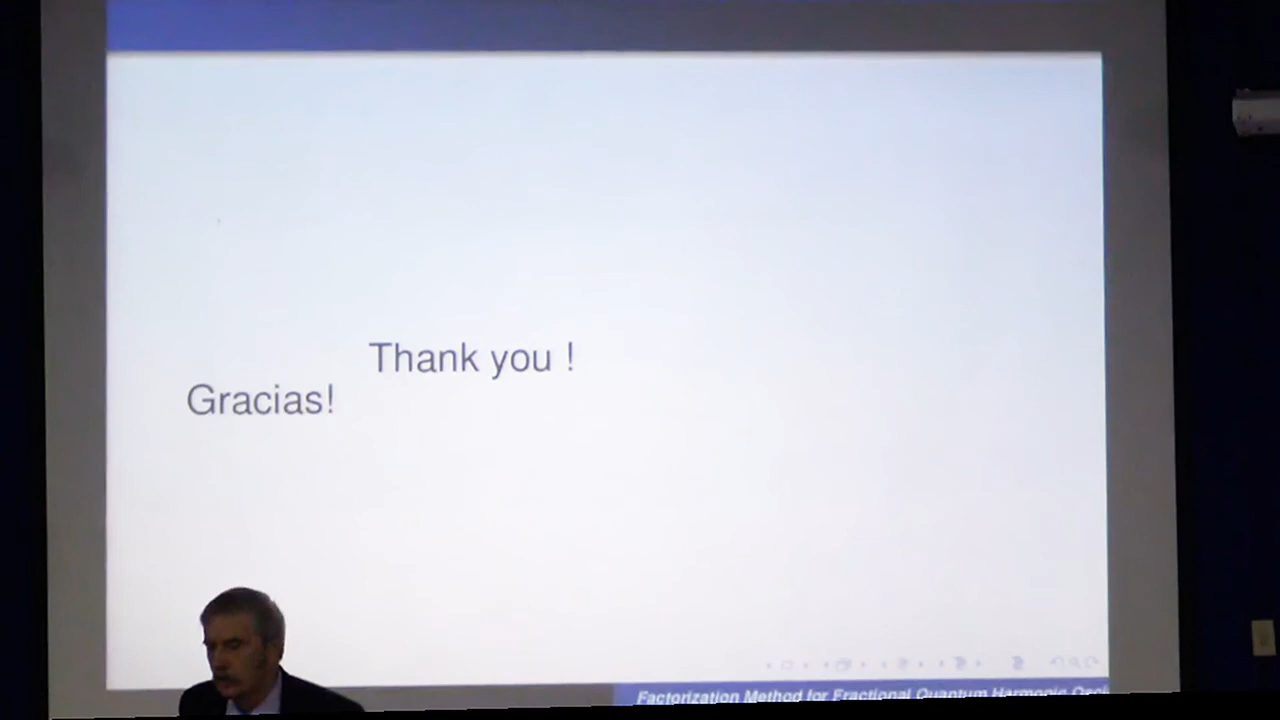 Thank you !
Gracias!
Factorization Method for Fractional Quantum Harmonic